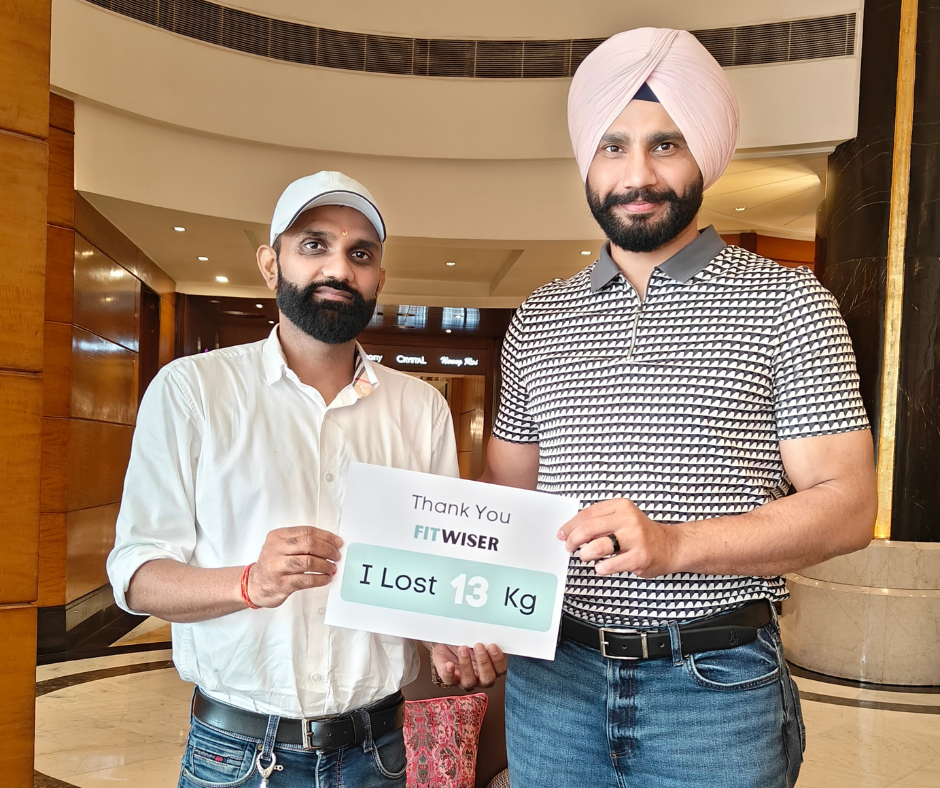 CRYSTAL
Thank You
FITWISER
I Lost 13 Kg